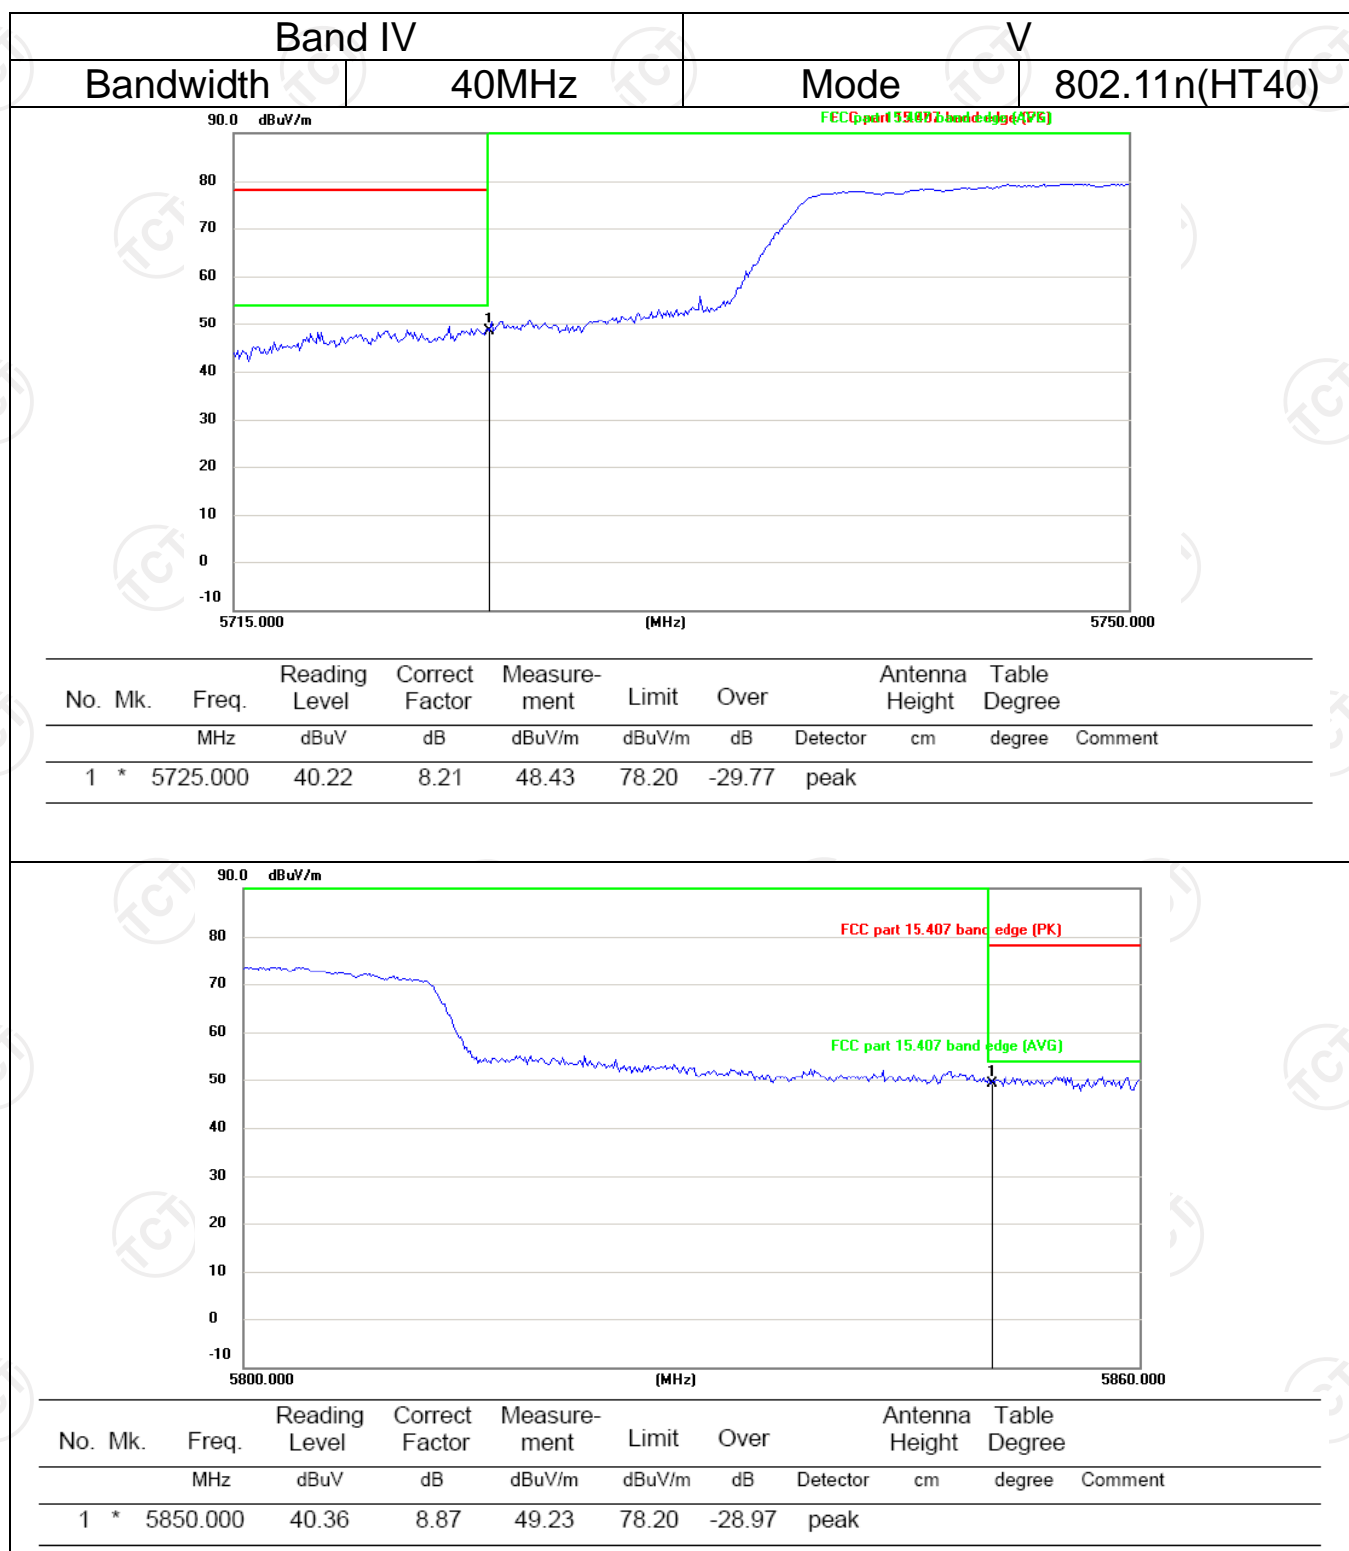 Band IV V
Bandwidth 40MHz Mode 802.11n(HT40)
90.0 dBuV/m
80
70
60
50
40
30
20
10
0
-10
1
5715.000 (MHz) 5750.000
No. Mk. Freq. Reading Level Correct Factor Measure-ment Limit Over Antenna Height Table Degree
MHz dBuV dB dBuV/m dBuV/m dB Detector cm degree Comment
1 * 5725.000 40.22 8.21 48.43 78.20 -29.77 peak
90.0 dBuV/m
FCC part 15.407 band edge (PK)
80
70
60
FCC part 15.407 band edge (AVG)
50
1
40
30
20
10
0
-10
5800.000 (MHz) 5860.000
No. Mk. Freq. Reading Level Correct Factor Measure-ment Limit Over Antenna Height Table Degree
MHz dBuV dB dBuV/m dBuV/m dB Detector cm degree Comment
1 * 5850.000 40.36 8.87 49.23 78.20 -28.97 peak
TCT